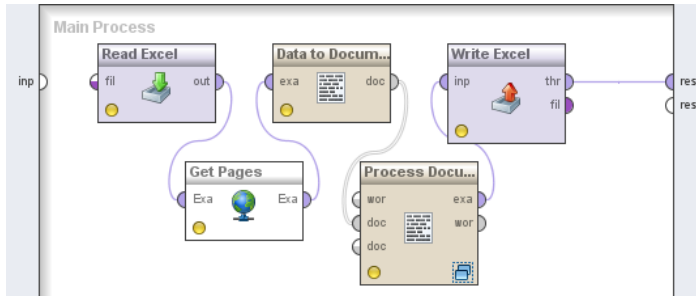 Main Process
Read Excel
Data to Docum...
Write Excel
inp
fil
out
exa
doc
inp
thr
res
fil
res
Get Pages
Process Docu...
Exa
Exa
wor
exa
doc
wor
doc